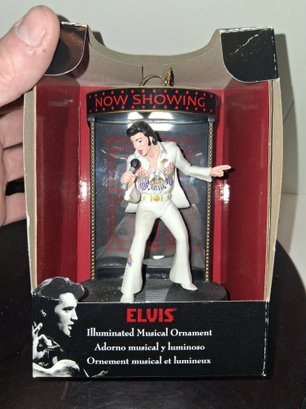 NOW SHOWING
ELVIS
Illuminated Musical Ornament
Adorno musical y luminoso
Ornement musical et lumineux